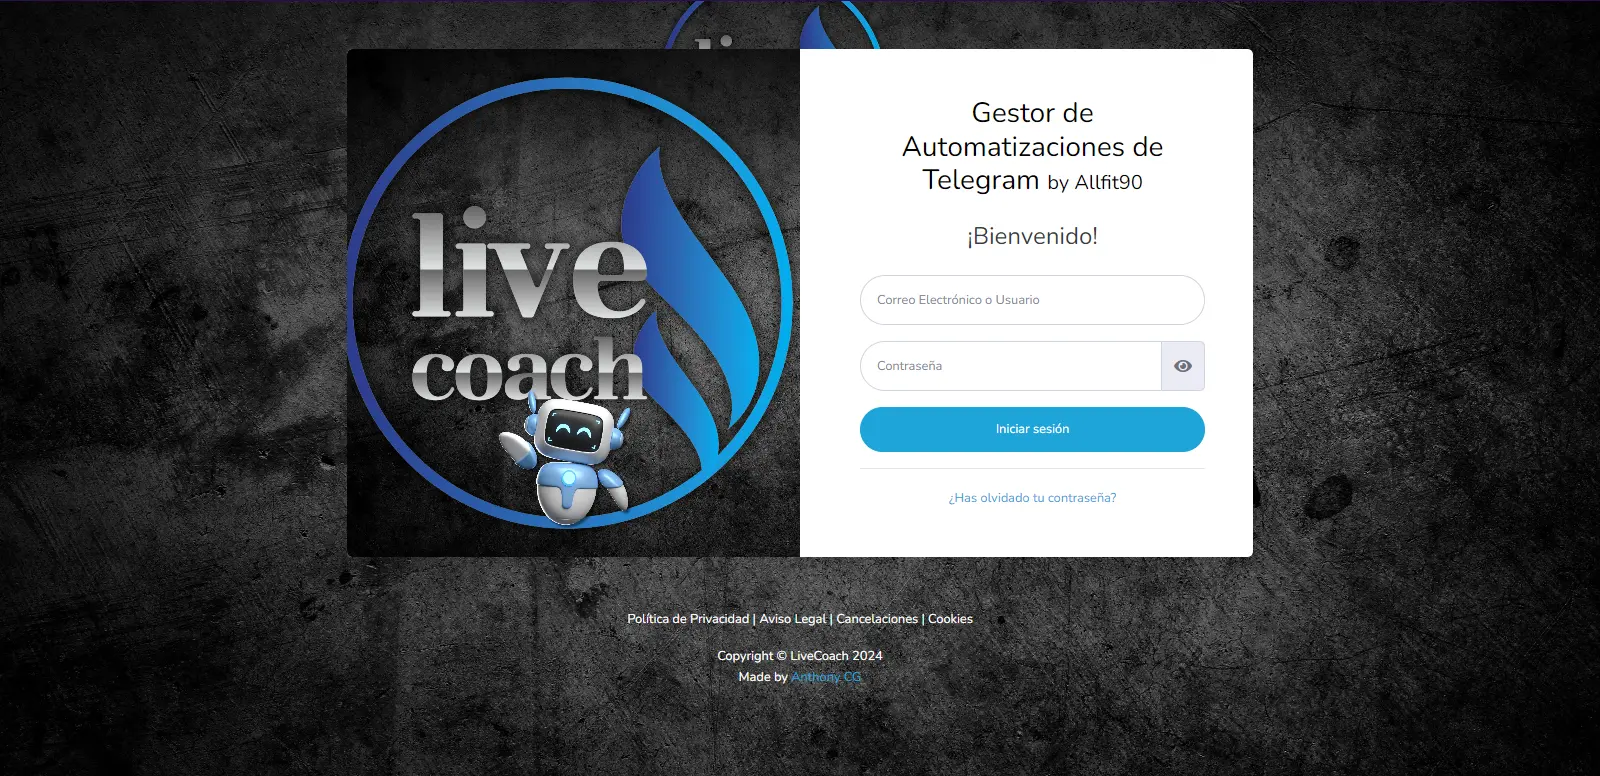 live
coach
Gestor de
Automatizaciones de
Telegram by Allfit90
¡Bienvenido!
Correo Electrónico o Usuario
Contraseña
Iniciar sesión
¿Has olvidado tu contraseña?
Política de Privacidad | Aviso Legal | Cancelaciones | Cookies
Copyright © LiveCoach 2024
Made by Anthony CG